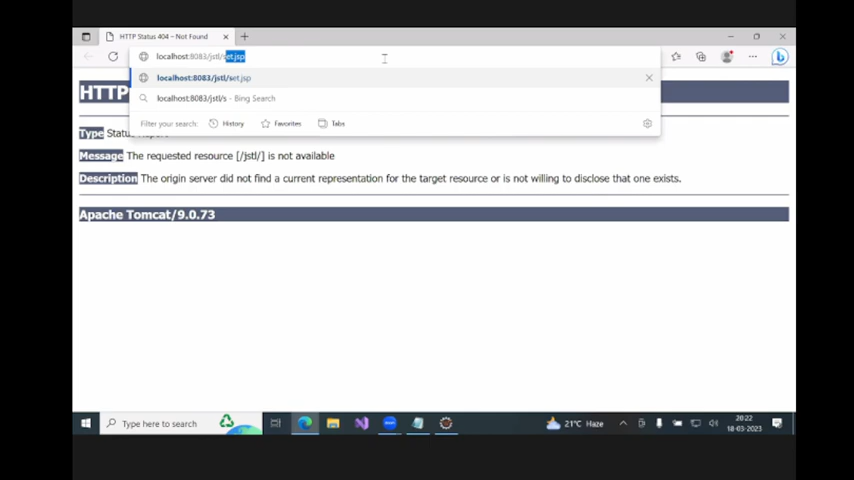 HTTP Status 404 – Not Found
localhost:8083/jstl/set.jsp
localhost:8083/jstl/set.jsp
localhost:8083/jstl/s - Bing Search
Filter your search: History Favorites Tabs
HTTP
Type Status Report
Message The requested resource [/jstl/] is not available
Description The origin server did not find a current representation for the target resource or is not willing to disclose that one exists.
Apache Tomcat/9.0.73
Type here to search
21°C Haze
20:22
18-03-2023